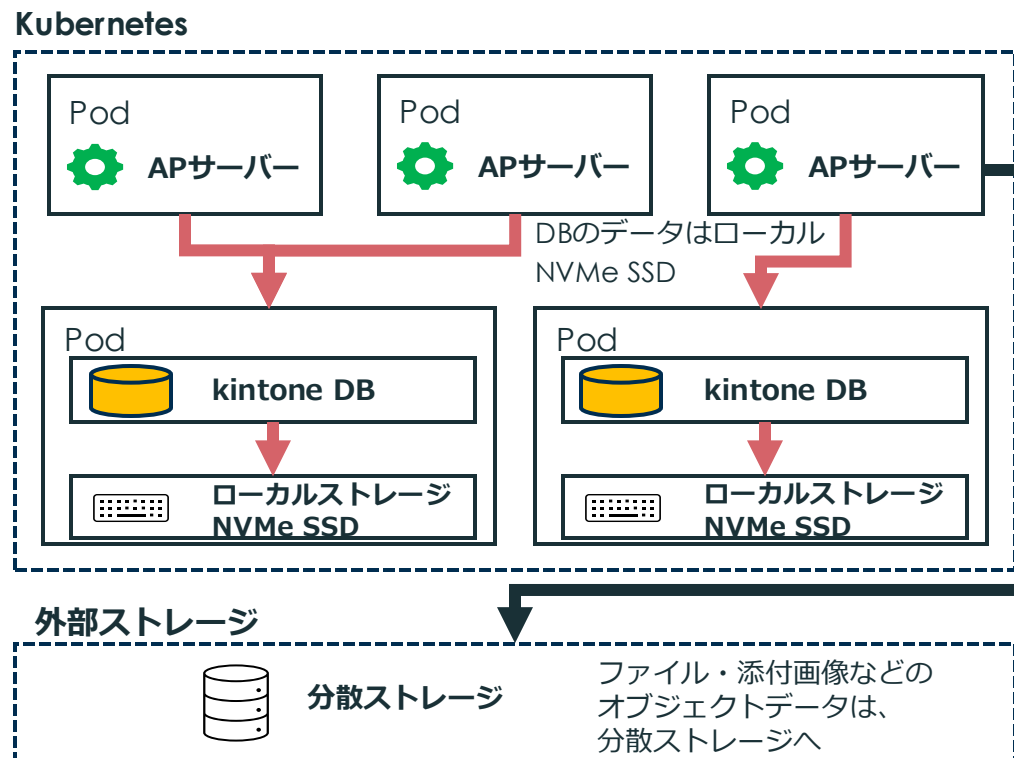 Kubernetes
Pod
APサーバー
Pod
APサーバー
Pod
APサーバー
DBのデータはローカル
NVMe SSD
Pod
kintone DB
ローカルストレージ
NVMe SSD
Pod
kintone DB
ローカルストレージ
NVMe SSD
外部ストレージ
分散ストレージ
ファイル・添付画像などの
オブジェクトデータは、
分散ストレージへ